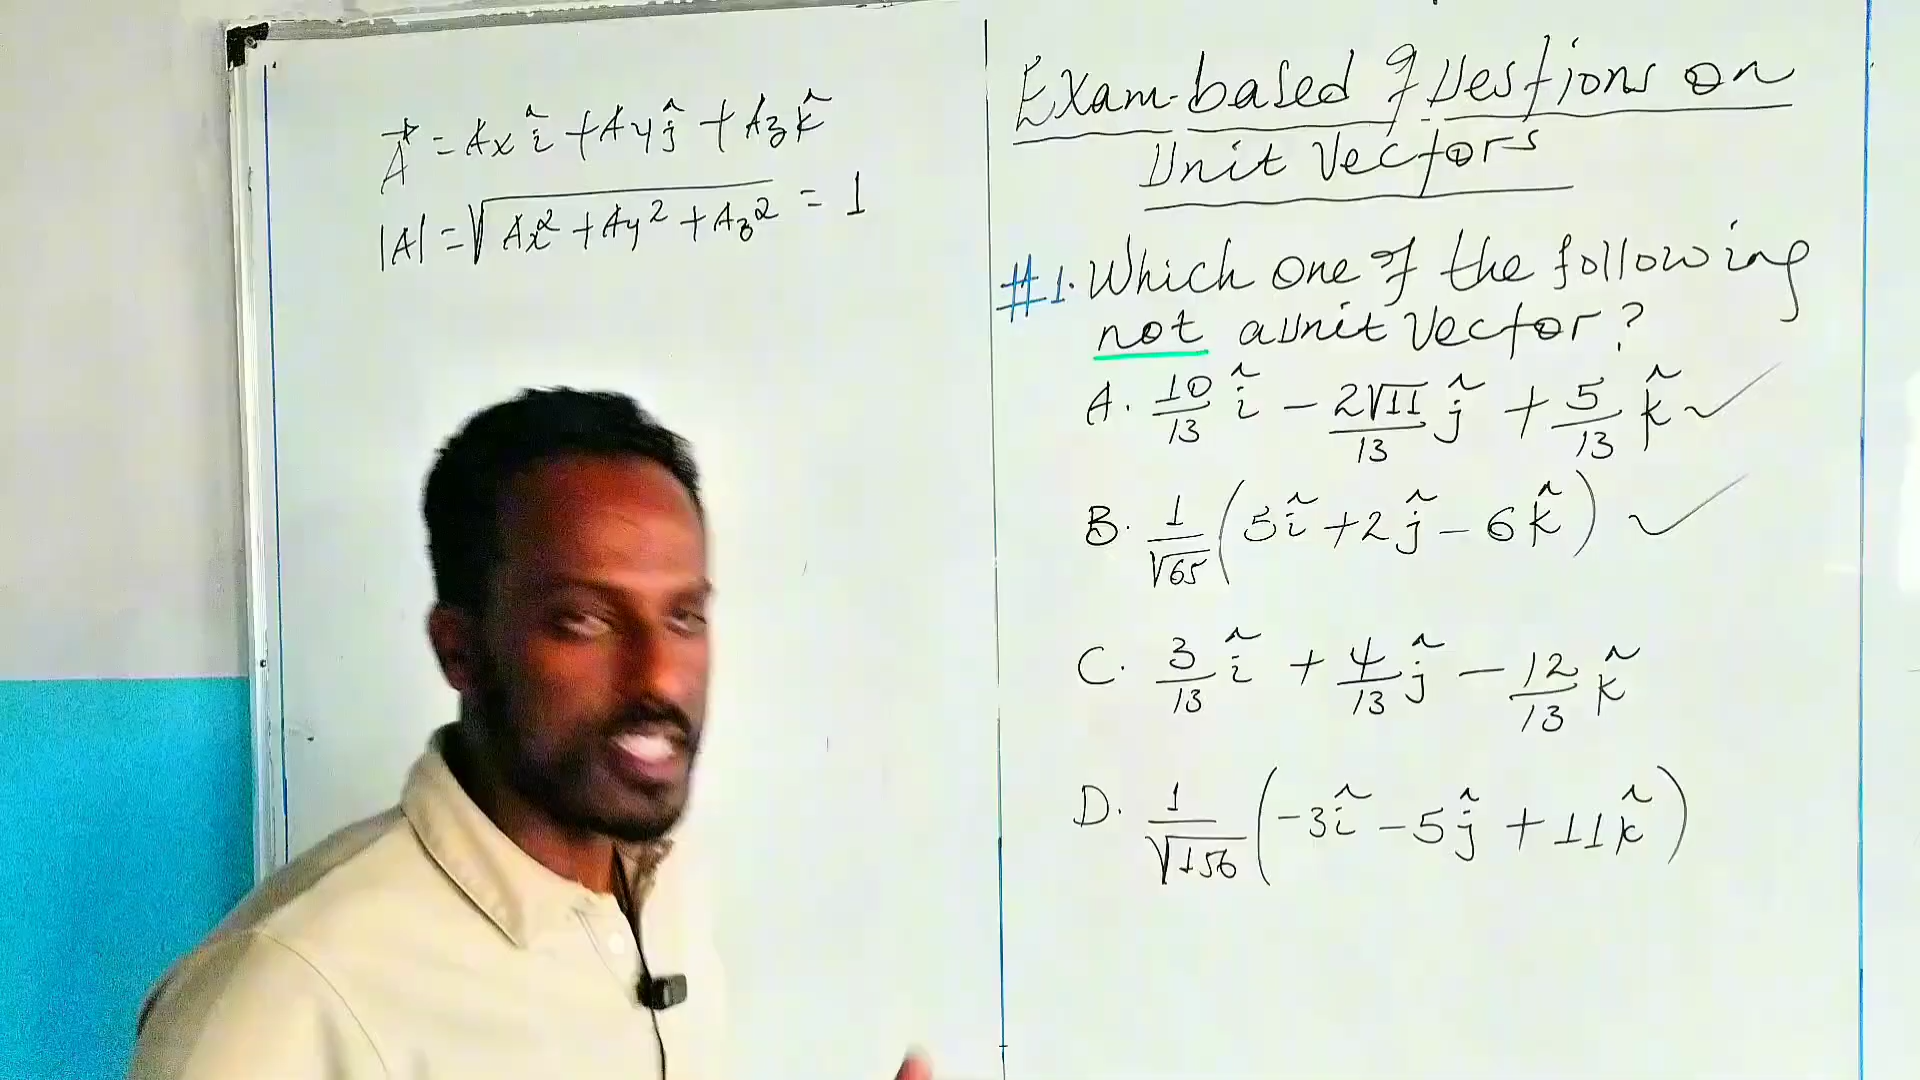 A⃗ = Ax î + Ay ĵ + Az k̂
|A| = √(Ax² + Ay² + Az²) = 1
Exam-based questions on
Unit Vectors
#1. Which one of the following
not a unit Vector?
A. 10/13 î − 2√11/13 ĵ + 5/13 k̂ ✓
B. 1/√65 (5î + 2ĵ − 6k̂) ✓
C. 3/13 î + 4/13 ĵ − 12/13 k̂
D. 1/√156 (−3î − 5ĵ + 11k̂)